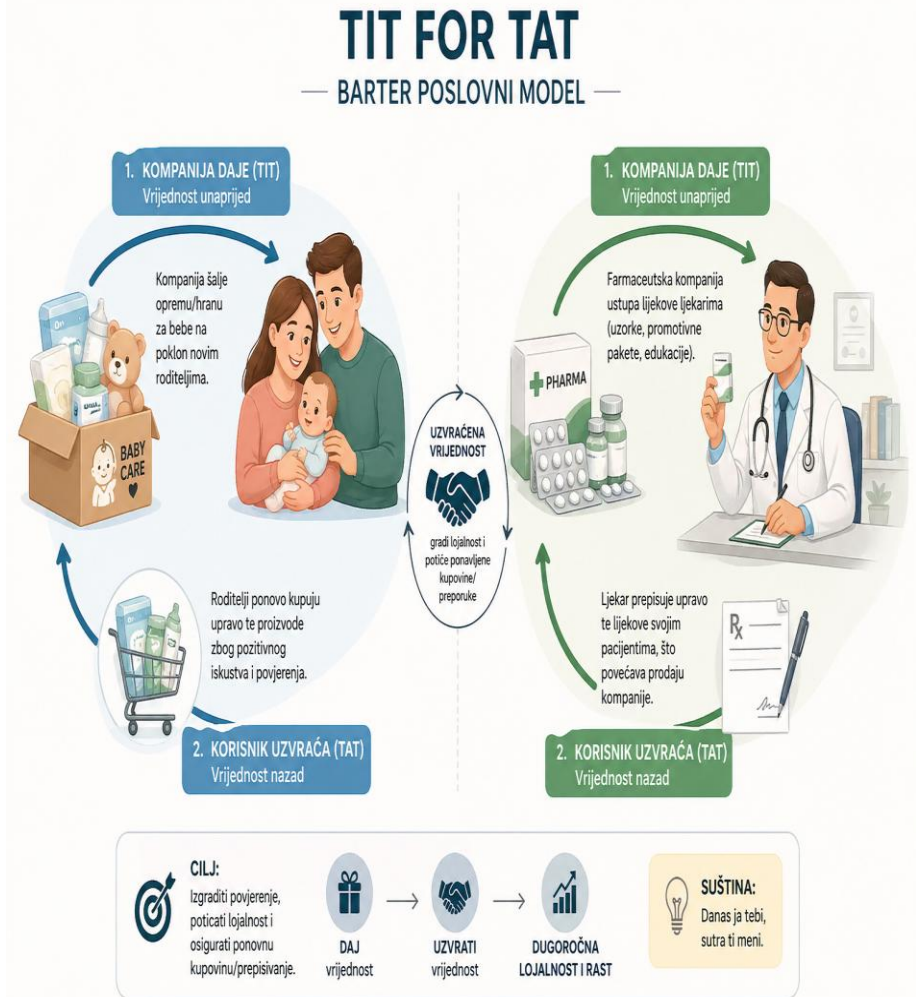 TIT FOR TAT
BARTER POSLOVNI MODEL
1. KOMPANIJA DAJE (TIT)
Vrijednost unaprijed
Kompanija šalje
opremu/hranu
za bebe na
poklon novim
roditeljima.
BABY
CARE
Roditelji ponovo kupuju
upravo te proizvode
zbog pozitivnog
iskustva i povjerenja.
2. KORISNIK UZVRAĆA (TAT)
Vrijednost nazad
UZVRAĆENA
VRIJEDNOST
gradi lojalnost i
potiče ponavljene
kupovine/
preporuke
1. KOMPANIJA DAJE (TIT)
Vrijednost unaprijed
Farmaceutska kompanija
ustupa lijekove ljekarima
(uzorke, promotivne
pakete, edukacije).
PHARMA
Ljekar prepisuje upravo
te lijekove svojim
pacijentima, što
povećava prodaju
kompanije.
Rx
2. KORISNIK UZVRAĆA (TAT)
Vrijednost nazad
CILJ:
Izgraditi povjerenje,
poticati lojalnost i
osigurati ponovnu
kupovinu/prepisivanje.
DAJ
vrijednost
UZVRATI
vrijednost
DUGOROČNA
LOJALNOST I RAST
SUŠTINA:
Danas ja tebi,
sutra ti meni.